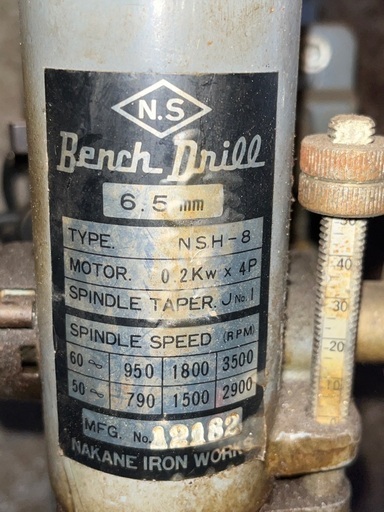 N.S
Bench Drill
6.5 mm
TYPE. NSH-8
MOTOR. 0.2Kw x 4P
SPINDLE TAPER. J No.1
SPINDLE SPEED (RPM)
60 ∞ 950 1800 3500
50 ∞ 790 1500 2900
MFG. No. 12182
NAKANE IRON WORK
40
30
20
10